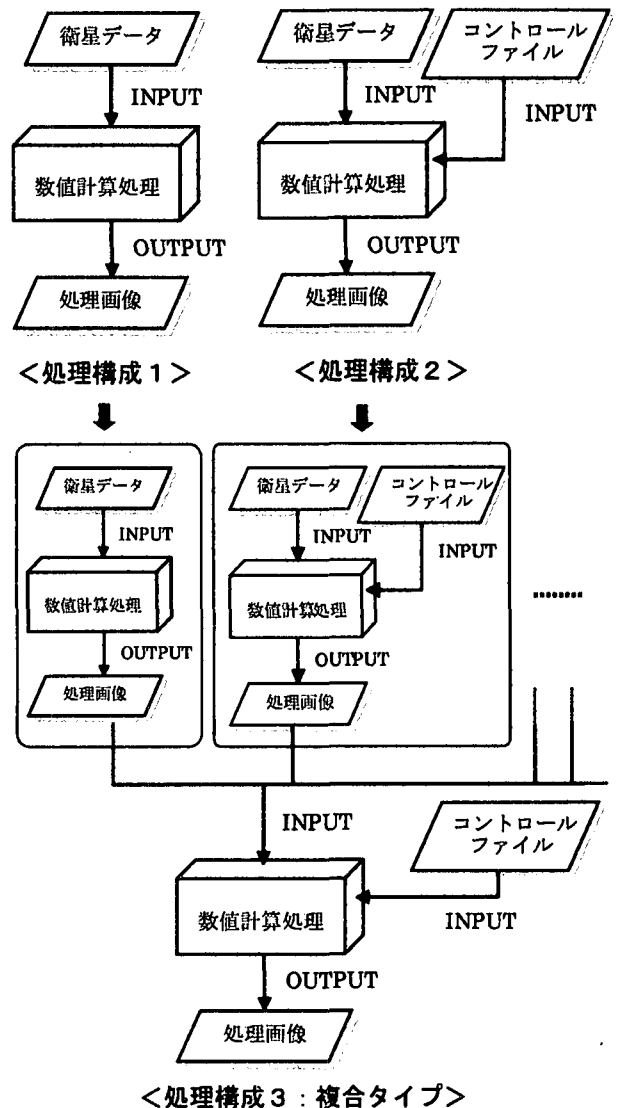 衛星データ
INPUT
数値計算処理
OUTPUT
処理画像
＜処理構成１＞
衛星データ
コントロール
ファイル
INPUT
INPUT
数値計算処理
OUTPUT
処理画像
＜処理構成２＞
衛星データ
INPUT
数値計算処理
OUTPUT
処理画像
衛星データ
コントロール
ファイル
INPUT
INPUT
数値計算処理
OUTPUT
処理画像
.........
INPUT
コントロール
ファイル
INPUT
数値計算処理
OUTPUT
処理画像
＜処理構成３：複合タイプ＞